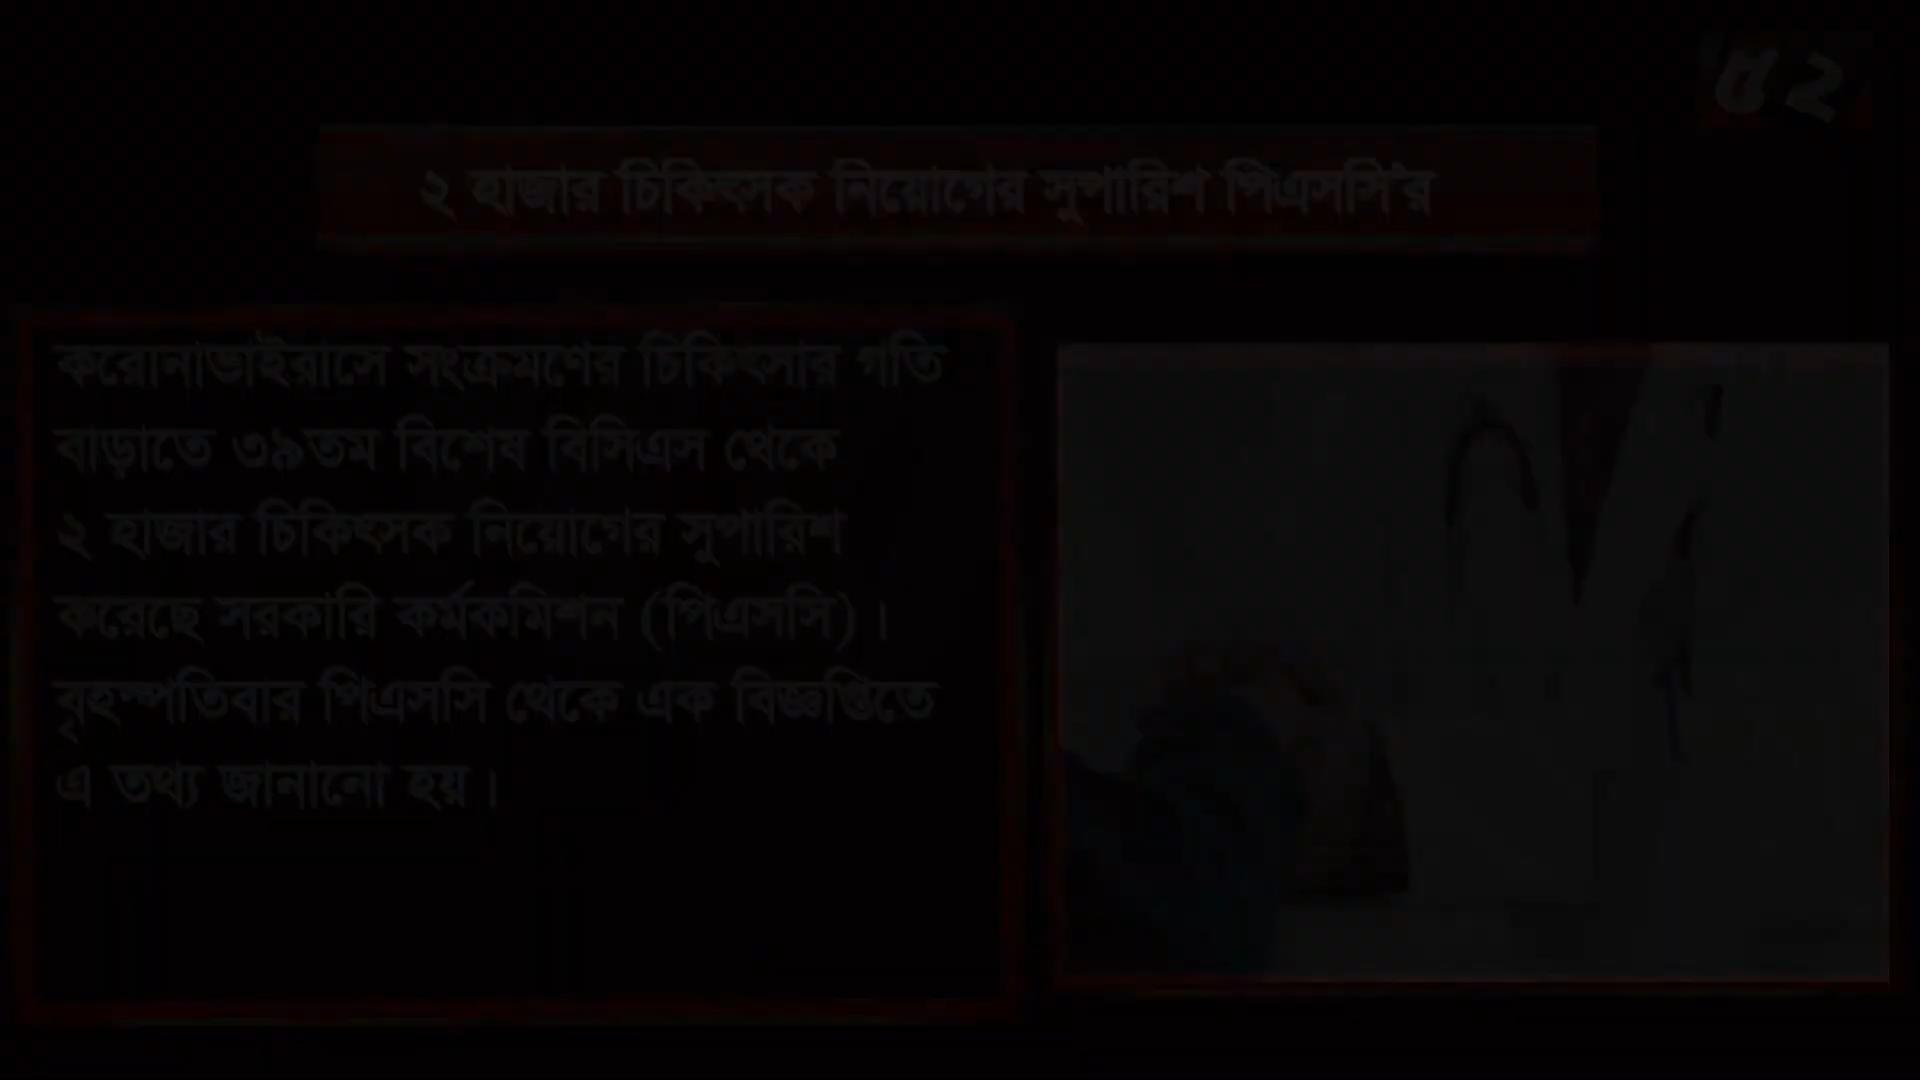 ৫২
২ হাজার চিকিৎসক নিয়োগের সুপারিশ পিএসসি'র
করোনাভাইরাসে সংক্রমণের চিকিৎসার গতি
বাড়াতে ৩৯তম বিশেষ বিসিএস থেকে
২ হাজার চিকিৎসক নিয়োগের সুপারিশ
করেছে সরকারি কর্মকমিশন (পিএসসি)।
বৃহস্পতিবার পিএসসি থেকে এক বিজ্ঞপ্তিতে
এ তথ্য জানানো হয়।